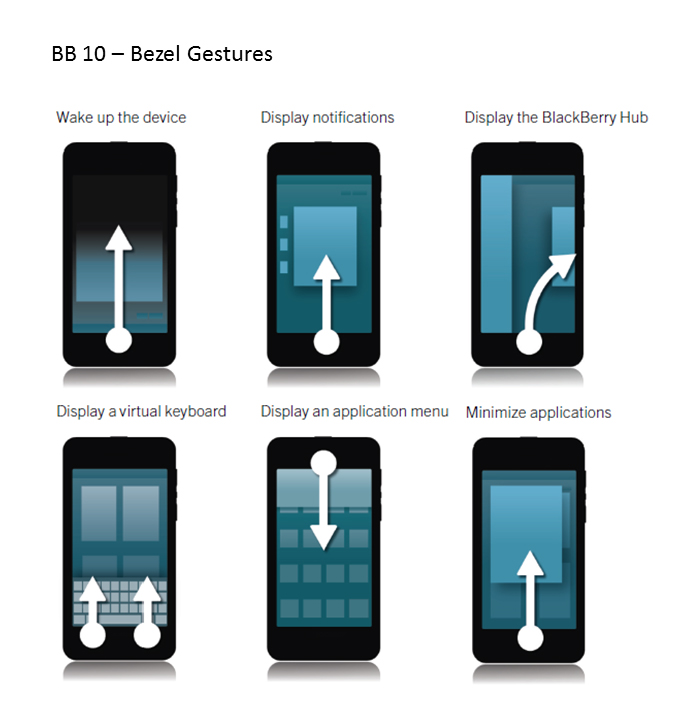 BB 10 – Bezel Gestures
Wake up the device
Display notifications
Display the BlackBerry Hub
Display a virtual keyboard
Display an application menu
Minimize applications